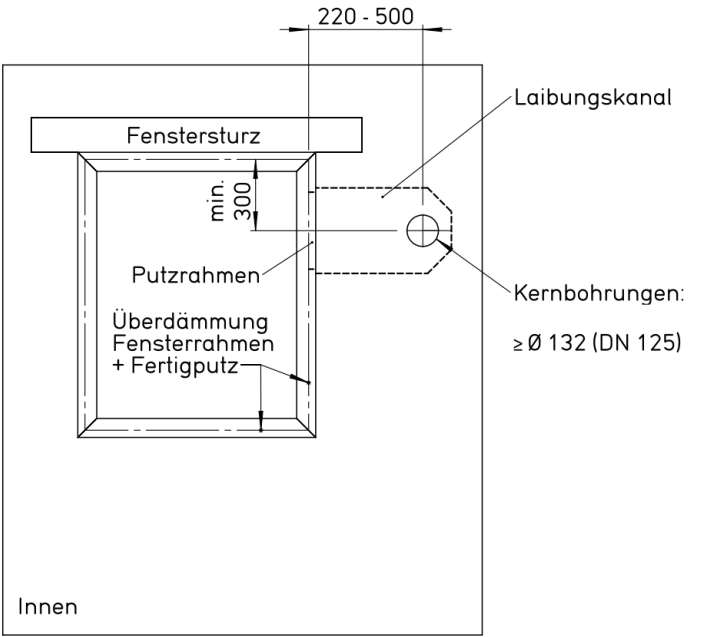 220 - 500
Laibungskanal
Fenstersturz
min.
300
Putzrahmen
Kernbohrungen:
≥ Ø 132 (DN 125)
Überdämmung
Fensterrahmen
+ Fertigputz
Innen